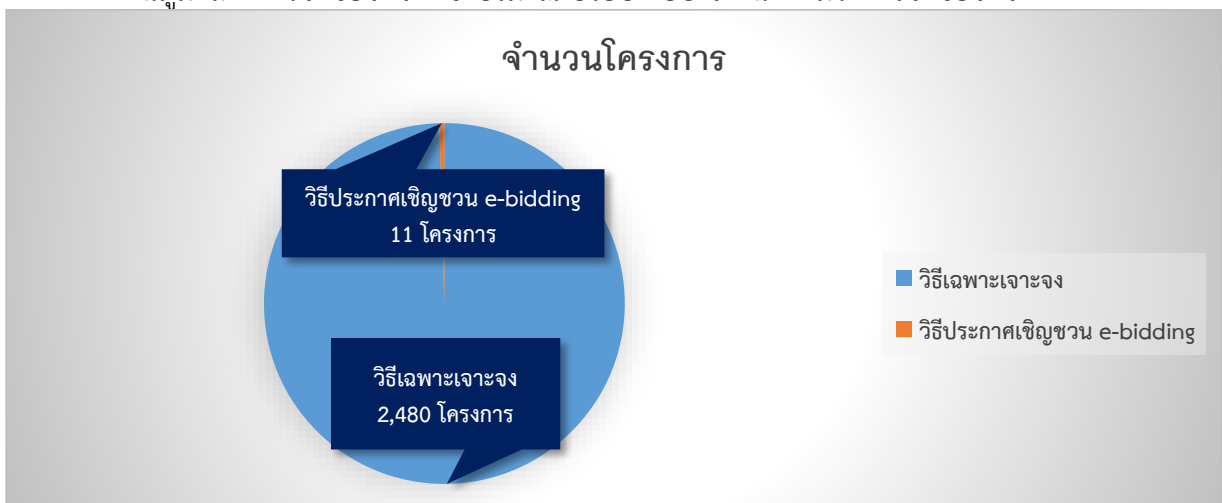 จำนวนโครงการ
วิธีประกาศเชิญชวน e-bidding
11 โครงการ
วิธีเฉพาะเจาะจง
2,480 โครงการ
วิธีเฉพาะเจาะจง
วิธีประกาศเชิญชวน e-bidding